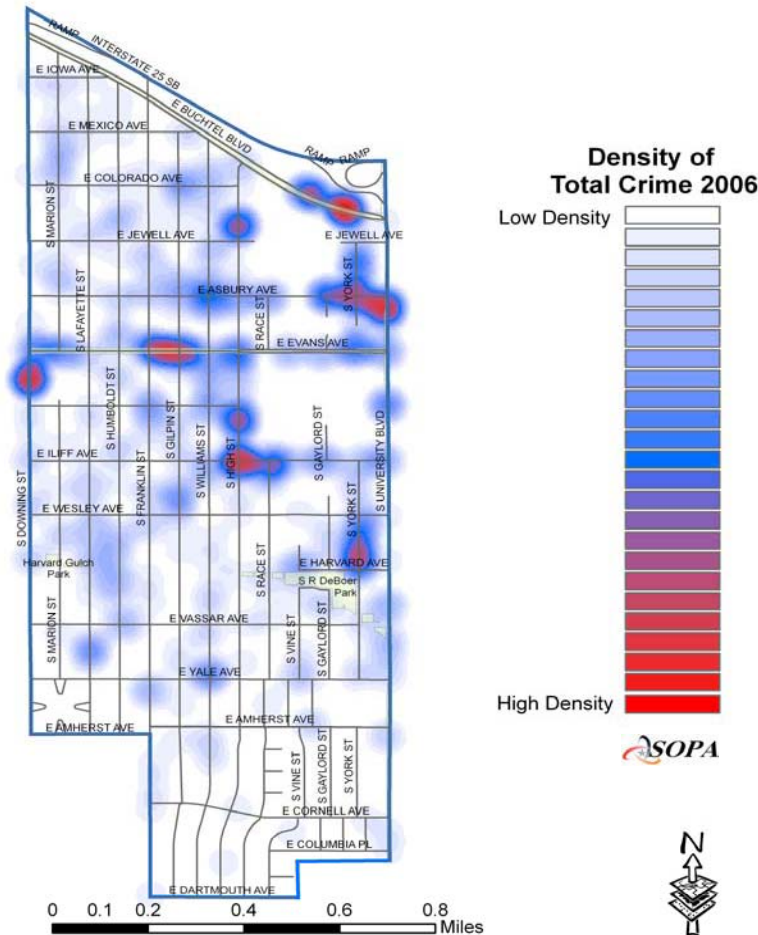 RAMP
INTERSTATE 25 SB
E IOWA AVE
E BUCHTEL BLVD
E MEXICO AVE
RAMP
RAMP
E COLORADO AVE
S MARION ST
E JEWELL AVE
E JEWELL AVE
S LAFAYETTE ST
E ASBURY AVE
S RACE ST
S YORK ST
E EVANS AVE
S HUMBOLDT ST
S GILPIN ST
S WILLIAMS ST
S HIGH ST
S GAYLORD ST
S UNIVERSITY BLVD
E ILIFF AVE
S DOWNING ST
S FRANKLIN ST
S YORK ST
E WESLEY AVE
Harvard Gulch
Park
S RACE ST
E HARVARD AVE
S R DeBoer
Park
S MARION ST
E VASSAR AVE
S VINE ST
S GAYLORD ST
E YALE AVE
E AMHERST AVE
E AMHERST AVE
S VINE ST
S GAYLORD ST
S YORK ST
E CORNELL AVE
E COLUMBIA PL
E DARTMOUTH AVE
0 0.1 0.2 0.4 0.6 0.8
Miles
Density of
Total Crime 2006
Low Density
High Density
SOPA
N